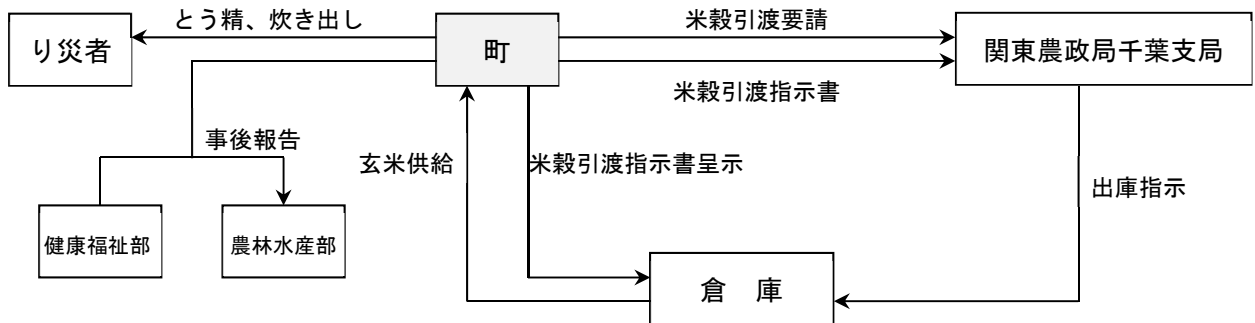 とう精、炊き出し
米穀引渡要請
り災者
町
関東農政局千葉支局
米穀引渡指示書
事後報告
玄米供給
米穀引渡指示書呈示
出庫指示
健康福祉部
農林水産部
倉 庫